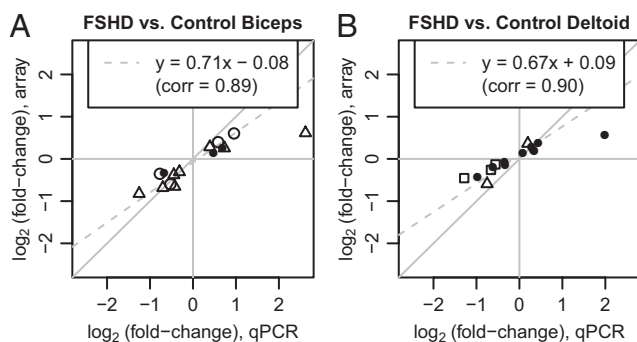 A FSHD vs. Control Biceps
y = 0.71x − 0.08
(corr = 0.89)
log2 (fold−change), array
2
1
0
−1
−2
−2 −1 0 1 2
log2 (fold−change), qPCR
B FSHD vs. Control Deltoid
y = 0.67x + 0.09
(corr = 0.90)
log2 (fold−change), array
2
1
0
−1
−2
−2 −1 0 1 2
log2 (fold−change), qPCR